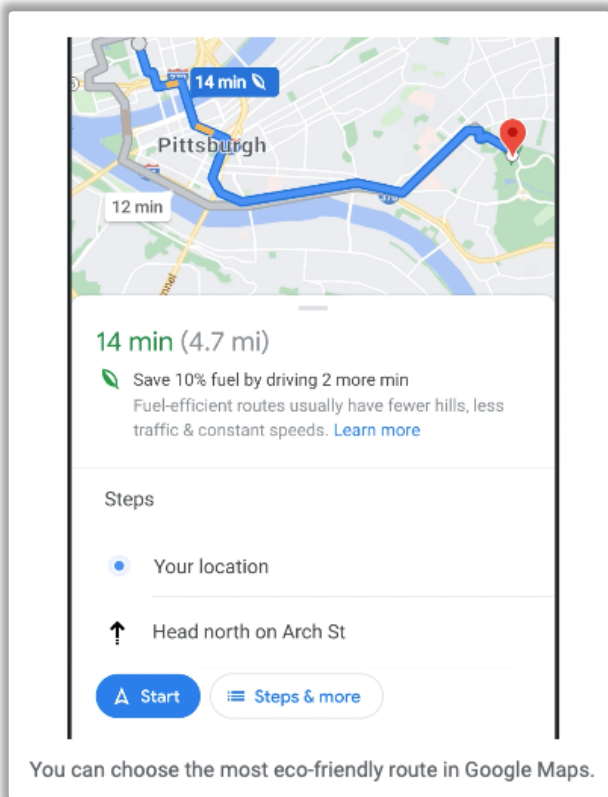 14 min
Pittsburgh
12 min
14 min (4.7 mi)
Save 10% fuel by driving 2 more min
Fuel-efficient routes usually have fewer hills, less
traffic & constant speeds. Learn more
Steps
Your location
Head north on Arch St
Start
Steps & more
You can choose the most eco-friendly route in Google Maps.